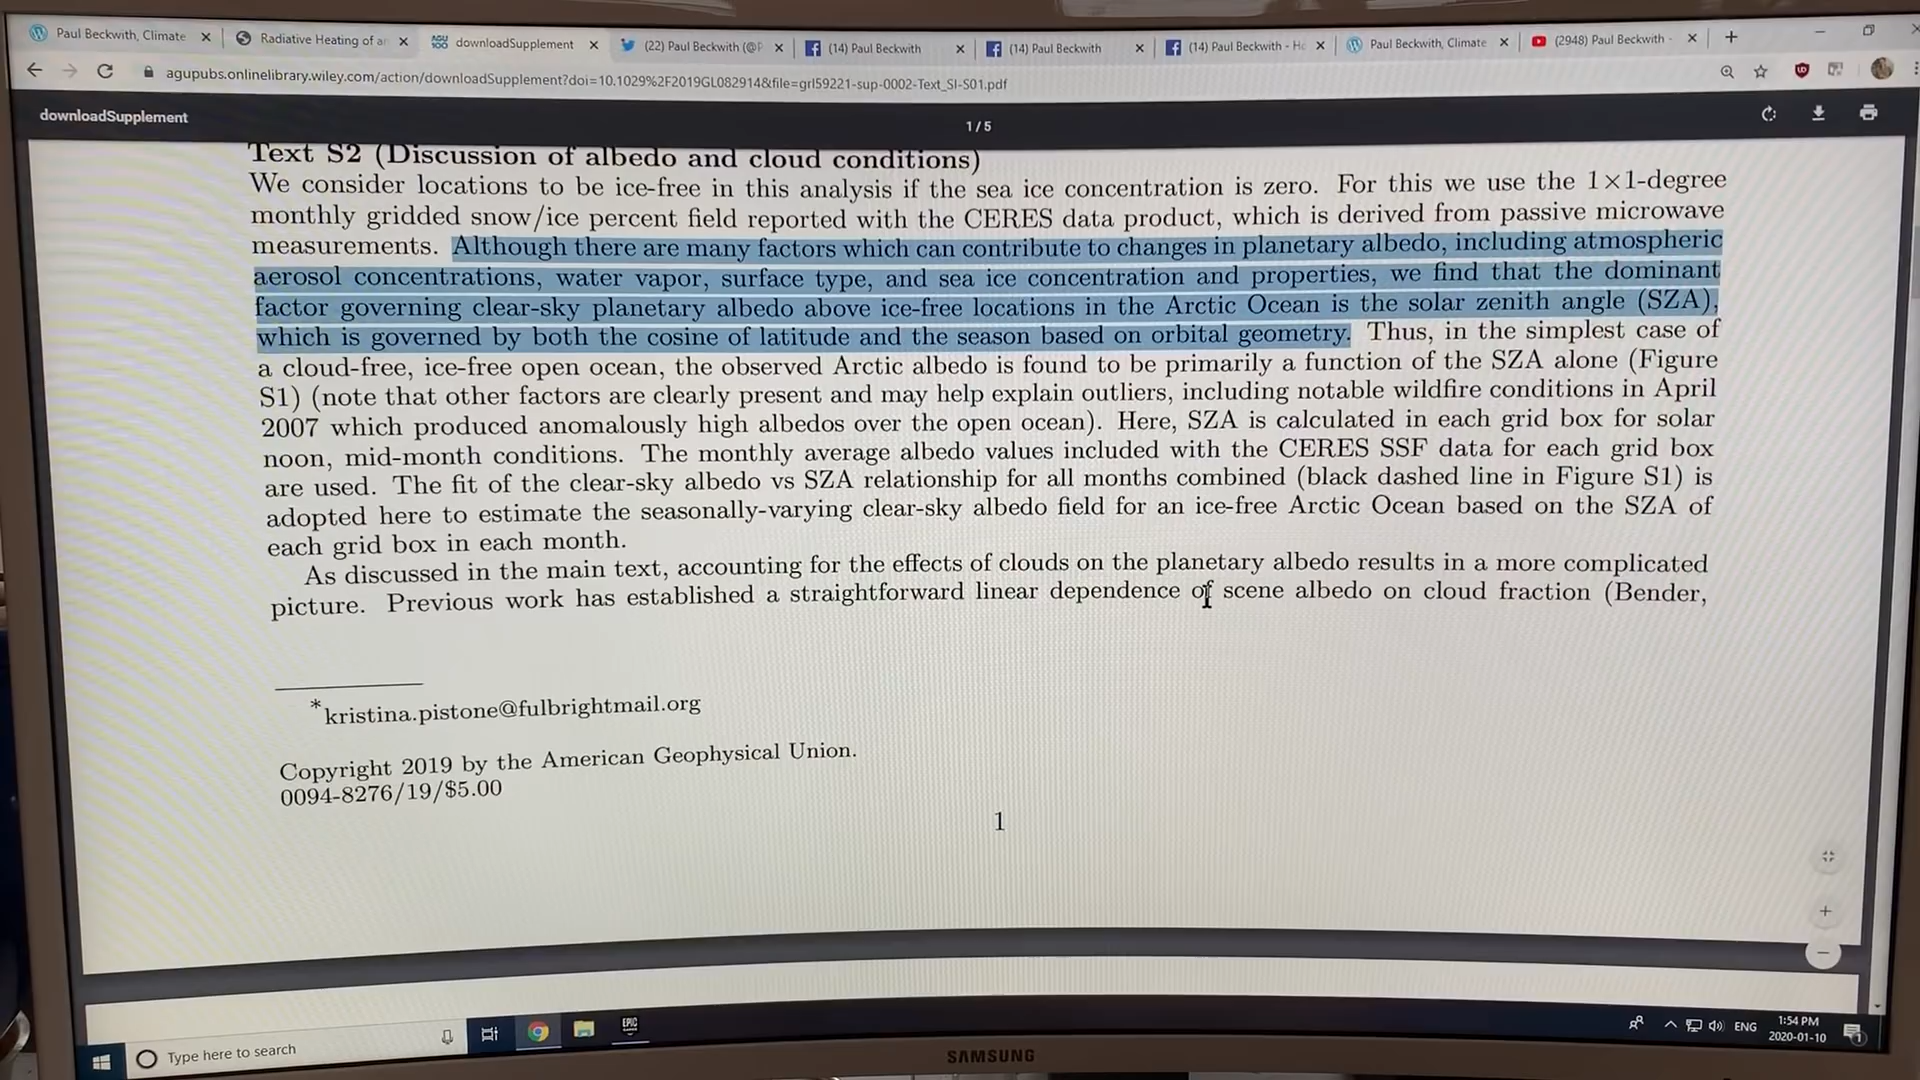 Paul Beckwith, Climate
Radiative Heating of an
downloadSupplement
(22) Paul Beckwith (@P
(14) Paul Beckwith
(14) Paul Beckwith
(14) Paul Beckwith - Ho
Paul Beckwith, Climate
(2948) Paul Beckwith -
agupubs.onlinelibrary.wiley.com/action/downloadSupplement?doi=10.1029%2F2019GL082914&file=grl59221-sup-0002-Text_SI-S01.pdf
downloadSupplement
1 / 5
Text S2 (Discussion of albedo and cloud conditions)
We consider locations to be ice-free in this analysis if the sea ice concentration is zero. For this we use the 1×1-degree
monthly gridded snow/ice percent field reported with the CERES data product, which is derived from passive microwave
measurements. Although there are many factors which can contribute to changes in planetary albedo, including atmospheric
aerosol concentrations, water vapor, surface type, and sea ice concentration and properties, we find that the dominant
factor governing clear-sky planetary albedo above ice-free locations in the Arctic Ocean is the solar zenith angle (SZA),
which is governed by both the cosine of latitude and the season based on orbital geometry. Thus, in the simplest case of
a cloud-free, ice-free open ocean, the observed Arctic albedo is found to be primarily a function of the SZA alone (Figure
S1) (note that other factors are clearly present and may help explain outliers, including notable wildfire conditions in April
2007 which produced anomalously high albedos over the open ocean). Here, SZA is calculated in each grid box for solar
noon, mid-month conditions. The monthly average albedo values included with the CERES SSF data for each grid box
are used. The fit of the clear-sky albedo vs SZA relationship for all months combined (black dashed line in Figure S1) is
adopted here to estimate the seasonally-varying clear-sky albedo field for an ice-free Arctic Ocean based on the SZA of
each grid box in each month.
As discussed in the main text, accounting for the effects of clouds on the planetary albedo results in a more complicated
picture. Previous work has established a straightforward linear dependence of scene albedo on cloud fraction (Bender,
*kristina.pistone@fulbrightmail.org
Copyright 2019 by the American Geophysical Union.
0094-8276/19/$5.00
1
Type here to search
EPIC
ENG
1:54 PM
2020-01-10
1
SAMSUNG